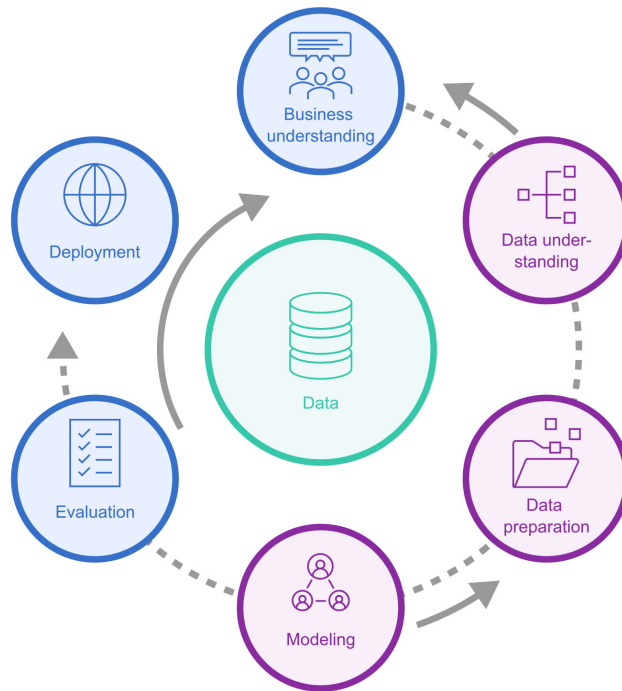 Business
understanding
Data under-
standing
Data
preparation
Modeling
Evaluation
Deployment
Data